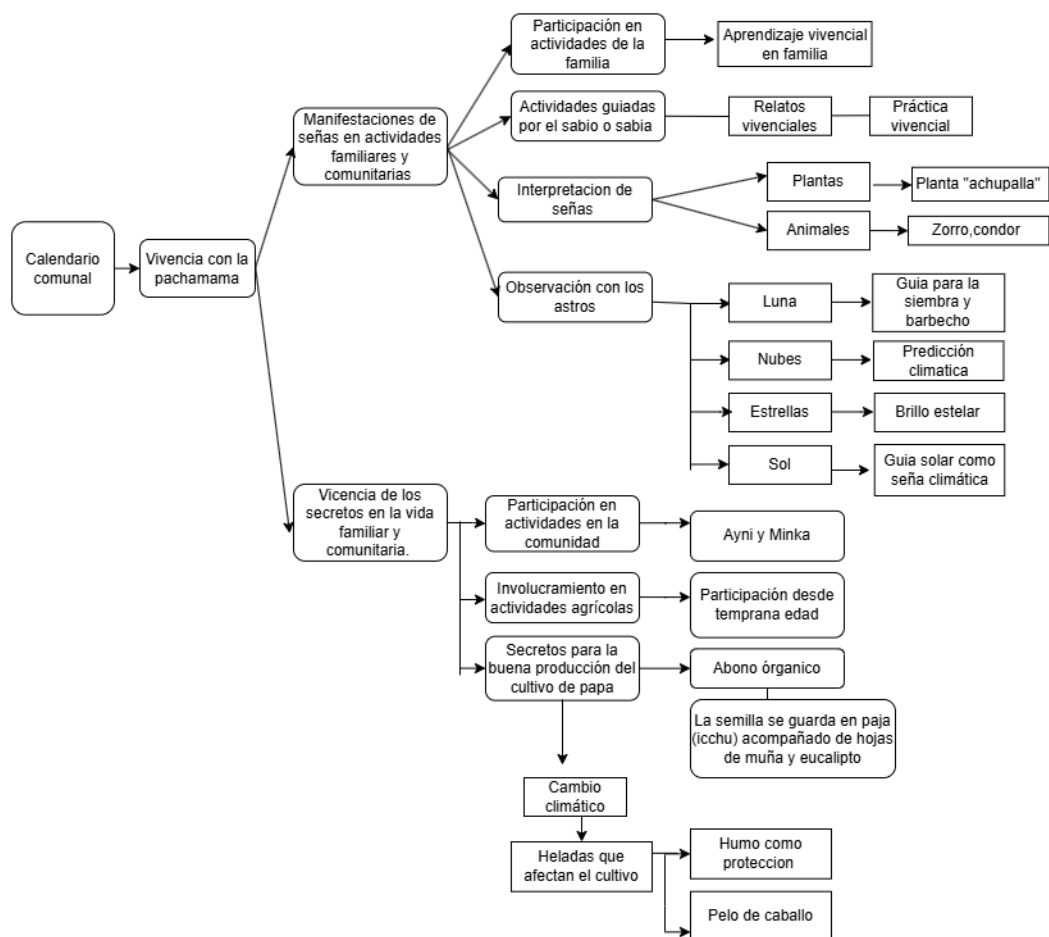 Calendario
comunal
Vivencia con la
pachamama
Manifestaciones de
señas en actividades
familiares y
comunitarias
Participación en
actividades de la
familia
Aprendizaje vivencial
en familia
Actividades guiadas
por el sabio o sabia
Relatos
vivenciales
Práctica
vivencial
Interpretacion de
señas
Plantas
Planta "achupalla"
Animales
Zorro,condor
Observación con los
astros
Luna
Guia para la
siembra y
barbecho
Nubes
Predicción
climatica
Estrellas
Brillo estelar
Sol
Guia solar como
seña climática
Vicencia de los
secretos en la vida
familiar y
comunitaria.
Participación en
actividades en la
comunidad
Ayni y Minka
Involucramiento en
actividades agrícolas
Participación desde
temprana edad
Secretos para la
buena producción del
cultivo de papa
Abono órganico
La semilla se guarda en paja
(icchu) acompañado de hojas
de muña y eucalipto
Cambio
climático
Heladas que
afectan el cultivo
Humo como
proteccion
Pelo de caballo